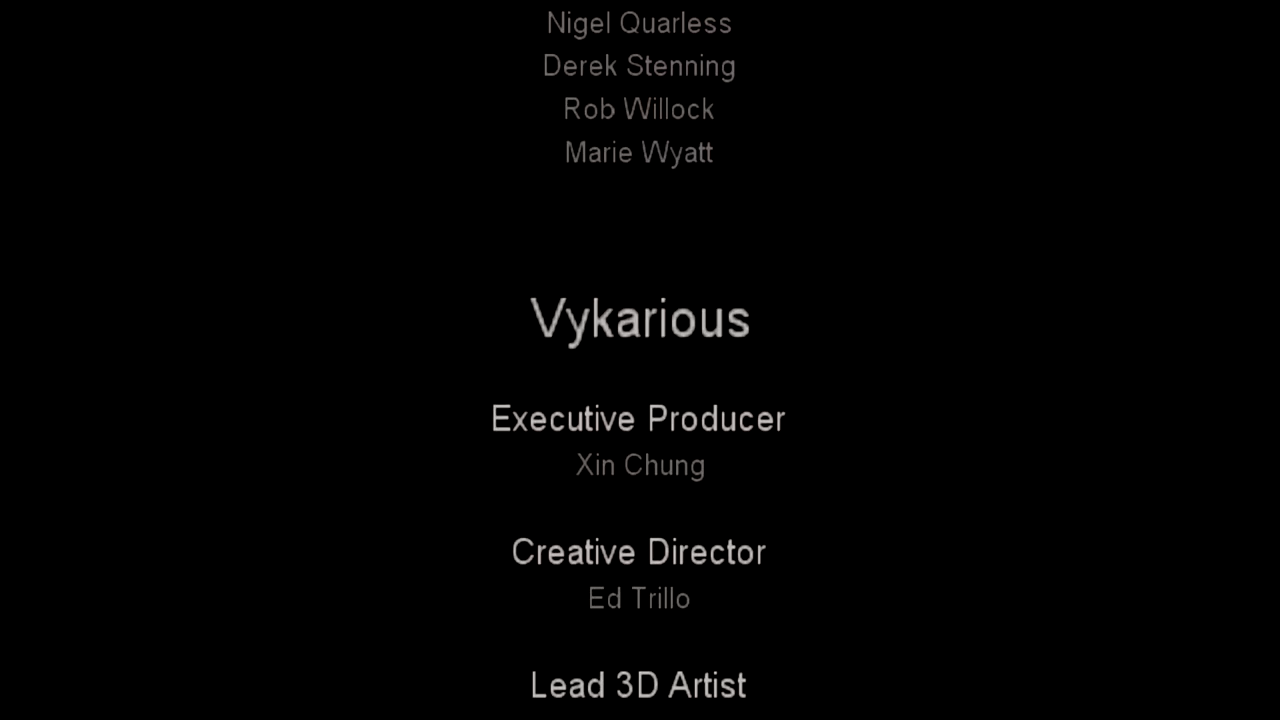 Nigel Quarless
Derek Stenning
Rob Willock
Marie Wyatt
Vykarious
Executive Producer
Xin Chung
Creative Director
Ed Trillo
Lead 3D Artist